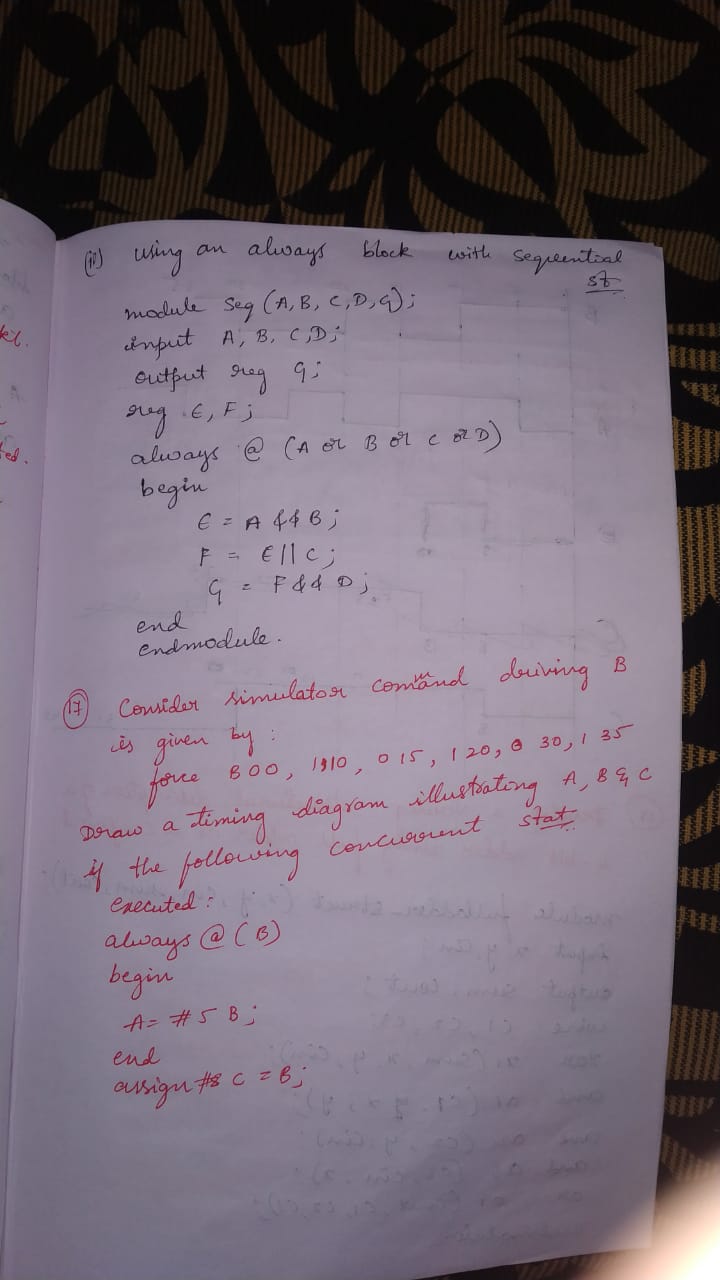 (ii) using an always block with sequential
st.
module seq (A, B, C, D, G);
input A, B, C, D;
output reg G;
reg E, F;
always @ (A or B or C or D)
begin
E = A && B;
F = E || C;
G = F && D;
end
endmodule.
(17) Consider simulator command driving B
is given by :
force B 0 0, 1 10, 0 15, 1 20, 0 30, 1 35
Draw a timing diagram illustrating A, B & C
if the following concurrent stat.
executed :
always @ (B)
begin
A = #5 B;
end
assign #8 C = B;
ted.